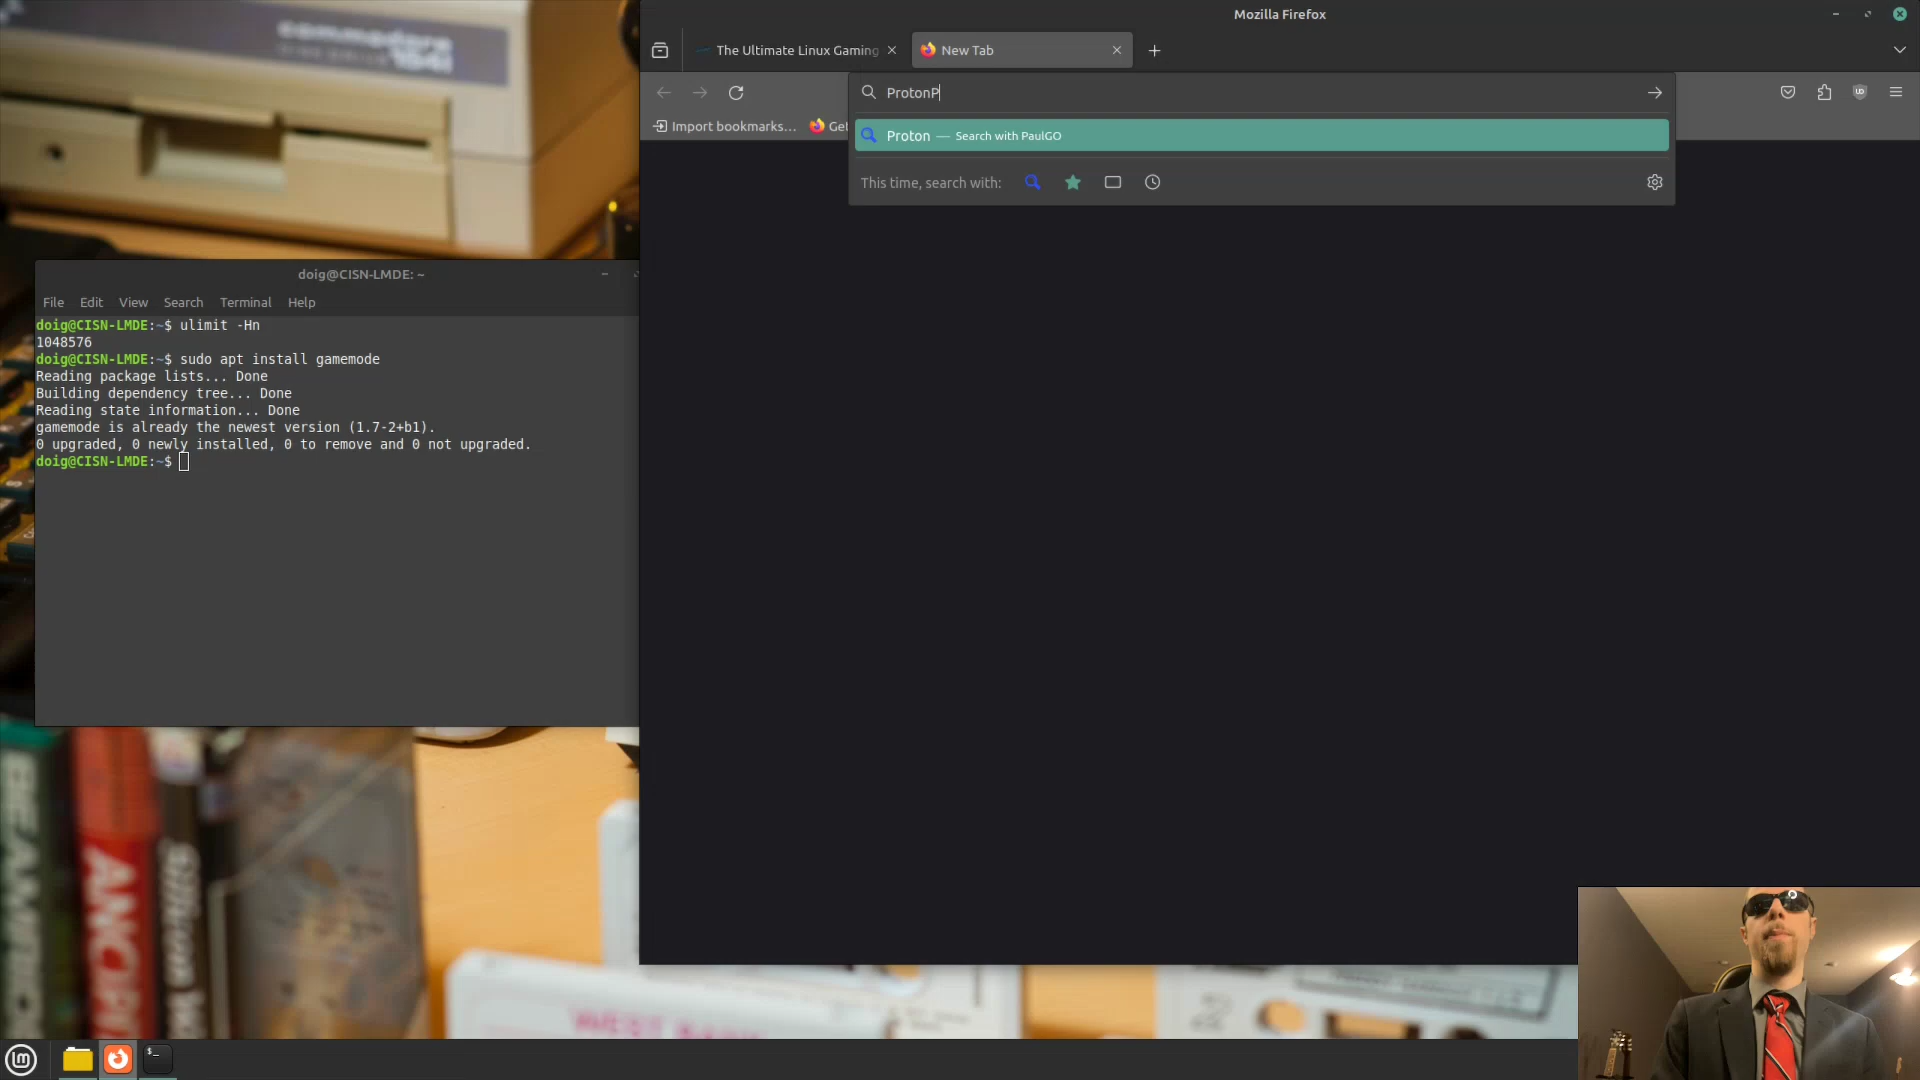 commodore
1541
Mozilla Firefox
The Ultimate Linux Gaming
New Tab
ProtonP
Import bookmarks...
Get
Proton — Search with PaulGO
This time, search with:
doig@CISN-LMDE: ~
File Edit View Search Terminal Help
doig@CISN-LMDE:~$ ulimit -Hn
1048576
doig@CISN-LMDE:~$ sudo apt install gamemode
Reading package lists... Done
Building dependency tree... Done
Reading state information... Done
gamemode is already the newest version (1.7-2+b1).
0 upgraded, 0 newly installed, 0 to remove and 0 not upgraded.
doig@CISN-LMDE:~$